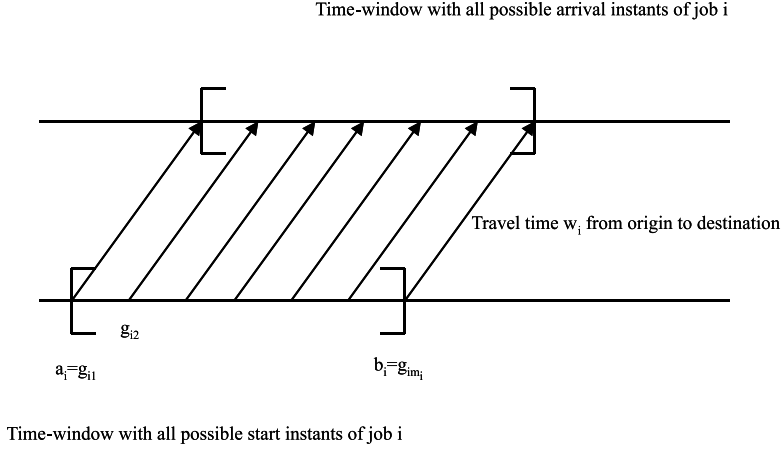 Time-window with all possible arrival instants of job i
Travel time wᵢ from origin to destination
gᵢ₂
aᵢ=gᵢ₁
bᵢ=gᵢₘᵢ
Time-window with all possible start instants of job i